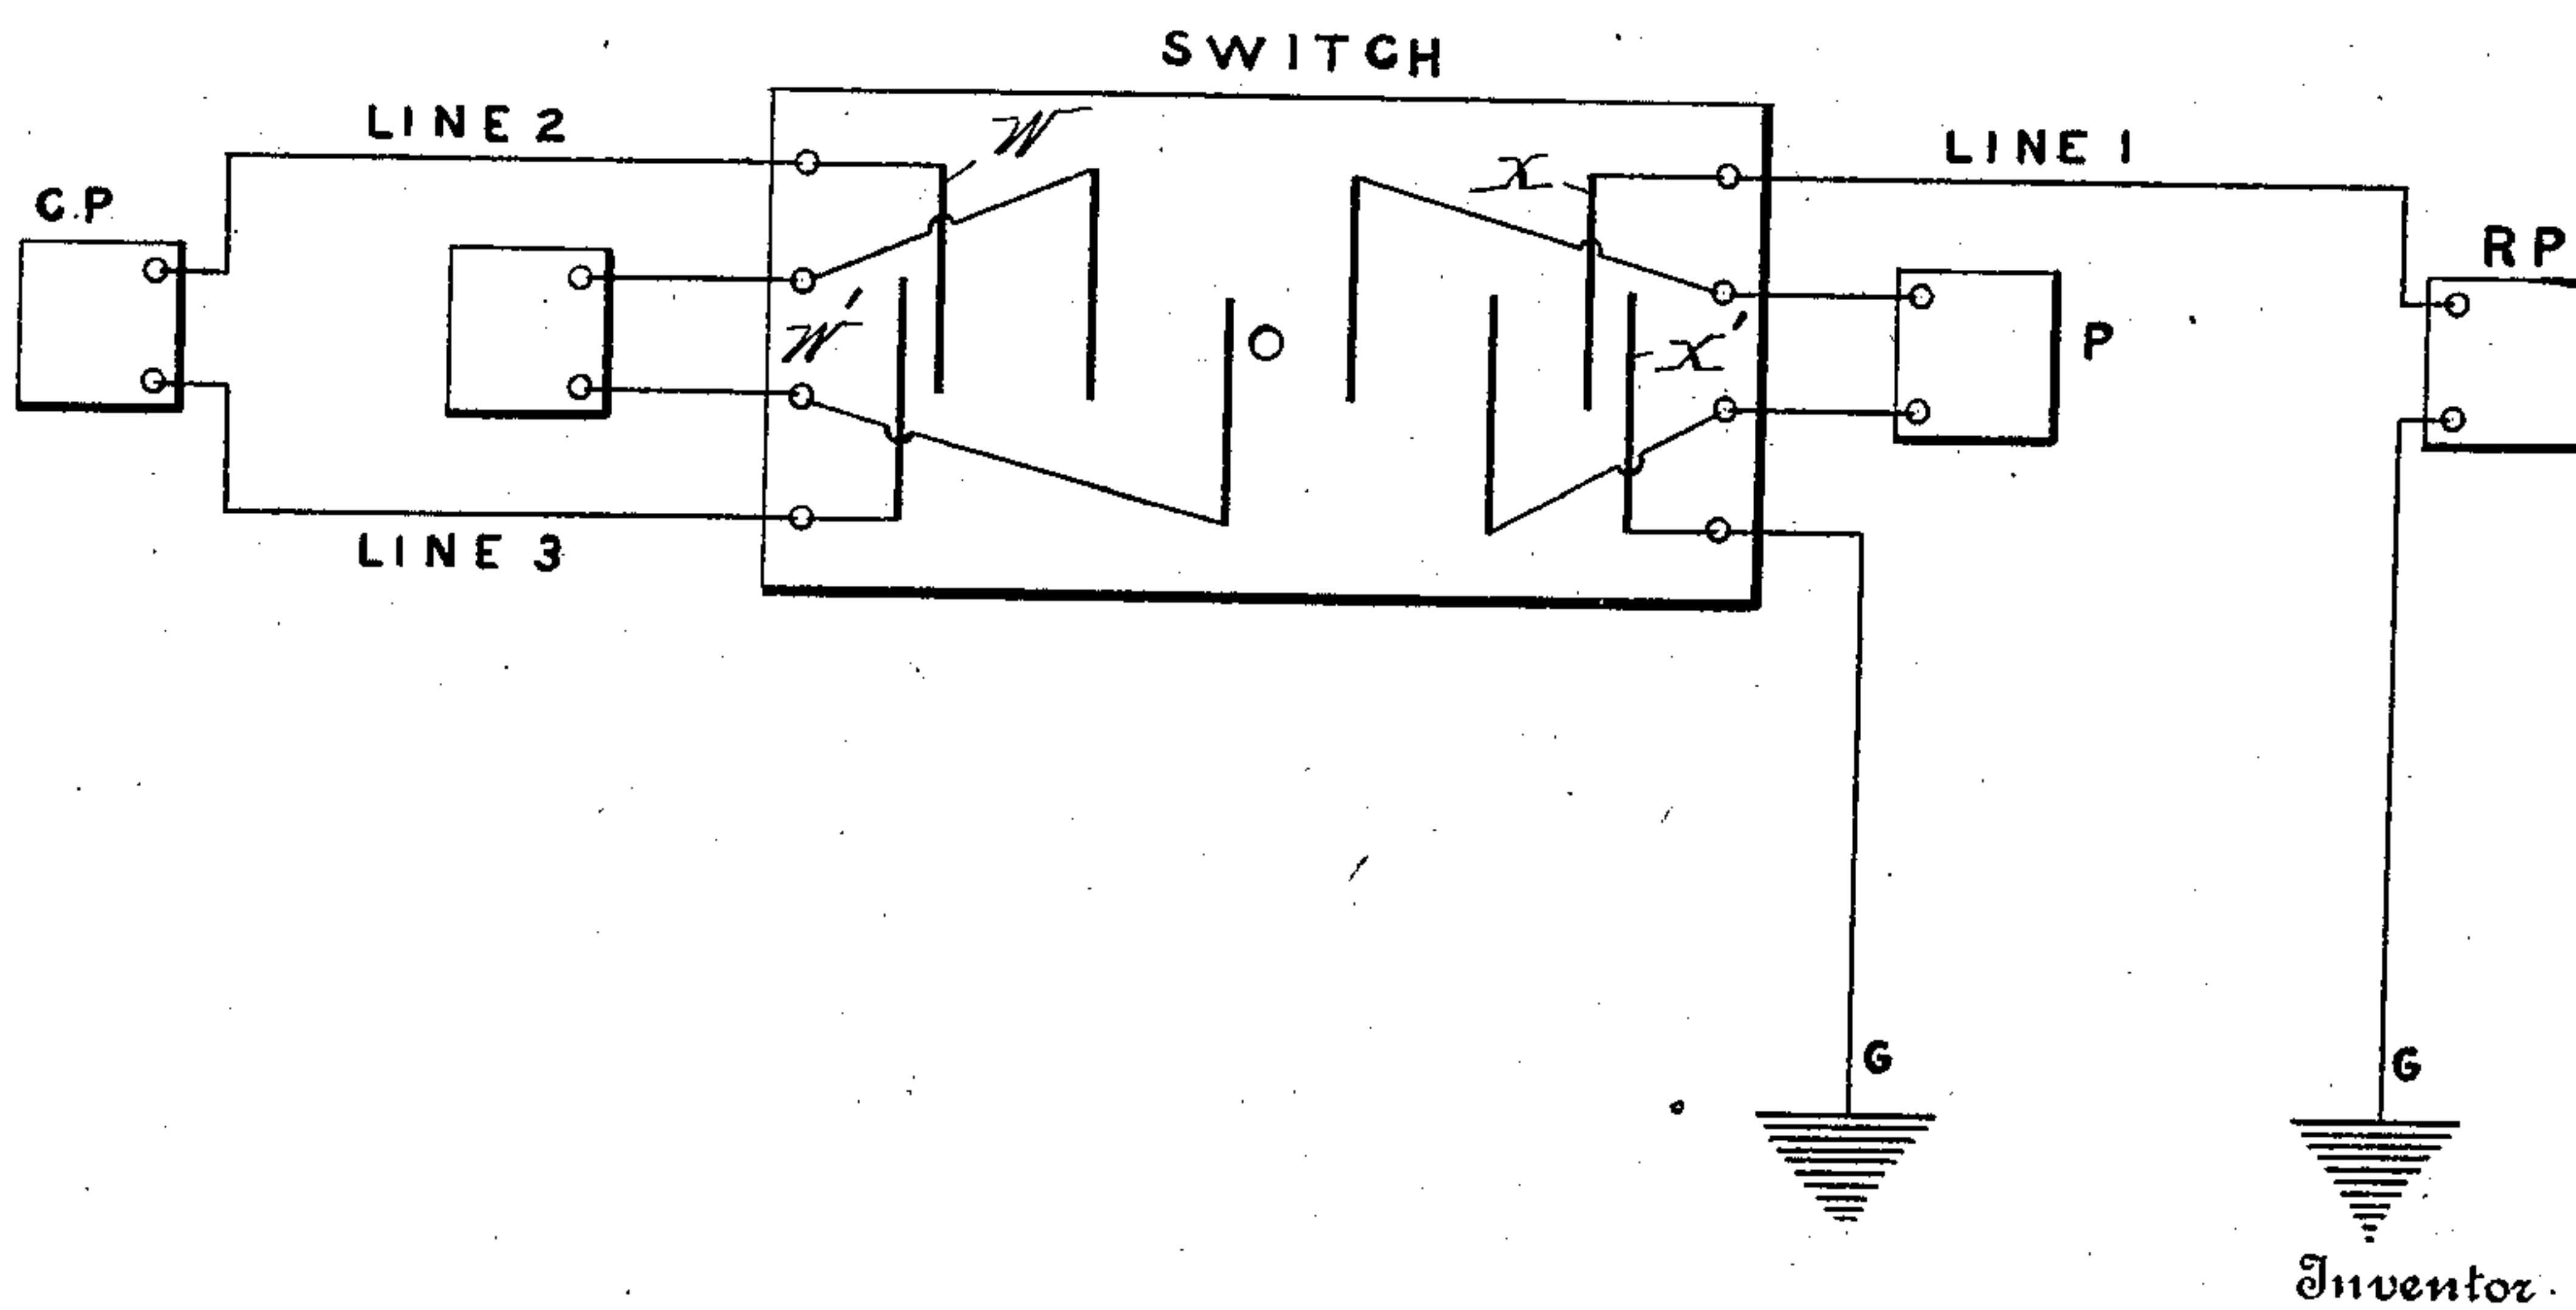 SWITCH
LINE 2
W
LINE 1
X
C.P
RP
W'
O
X'
P
LINE 3
G
G
Inventor.